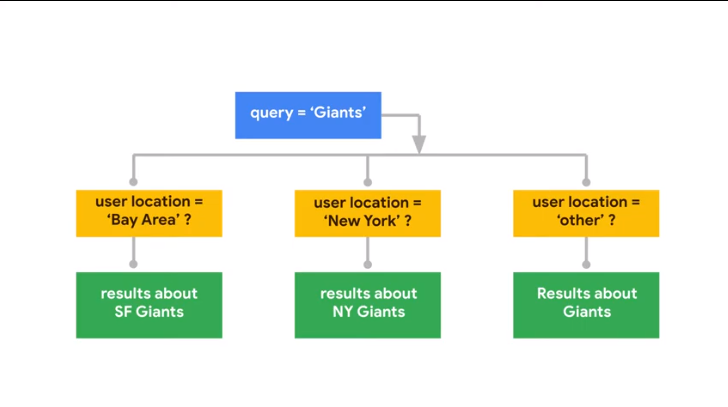 query = ‘Giants’
user location =
‘Bay Area’ ?
user location =
‘New York’ ?
user location =
‘other’ ?
results about
SF Giants
results about
NY Giants
Results about
Giants